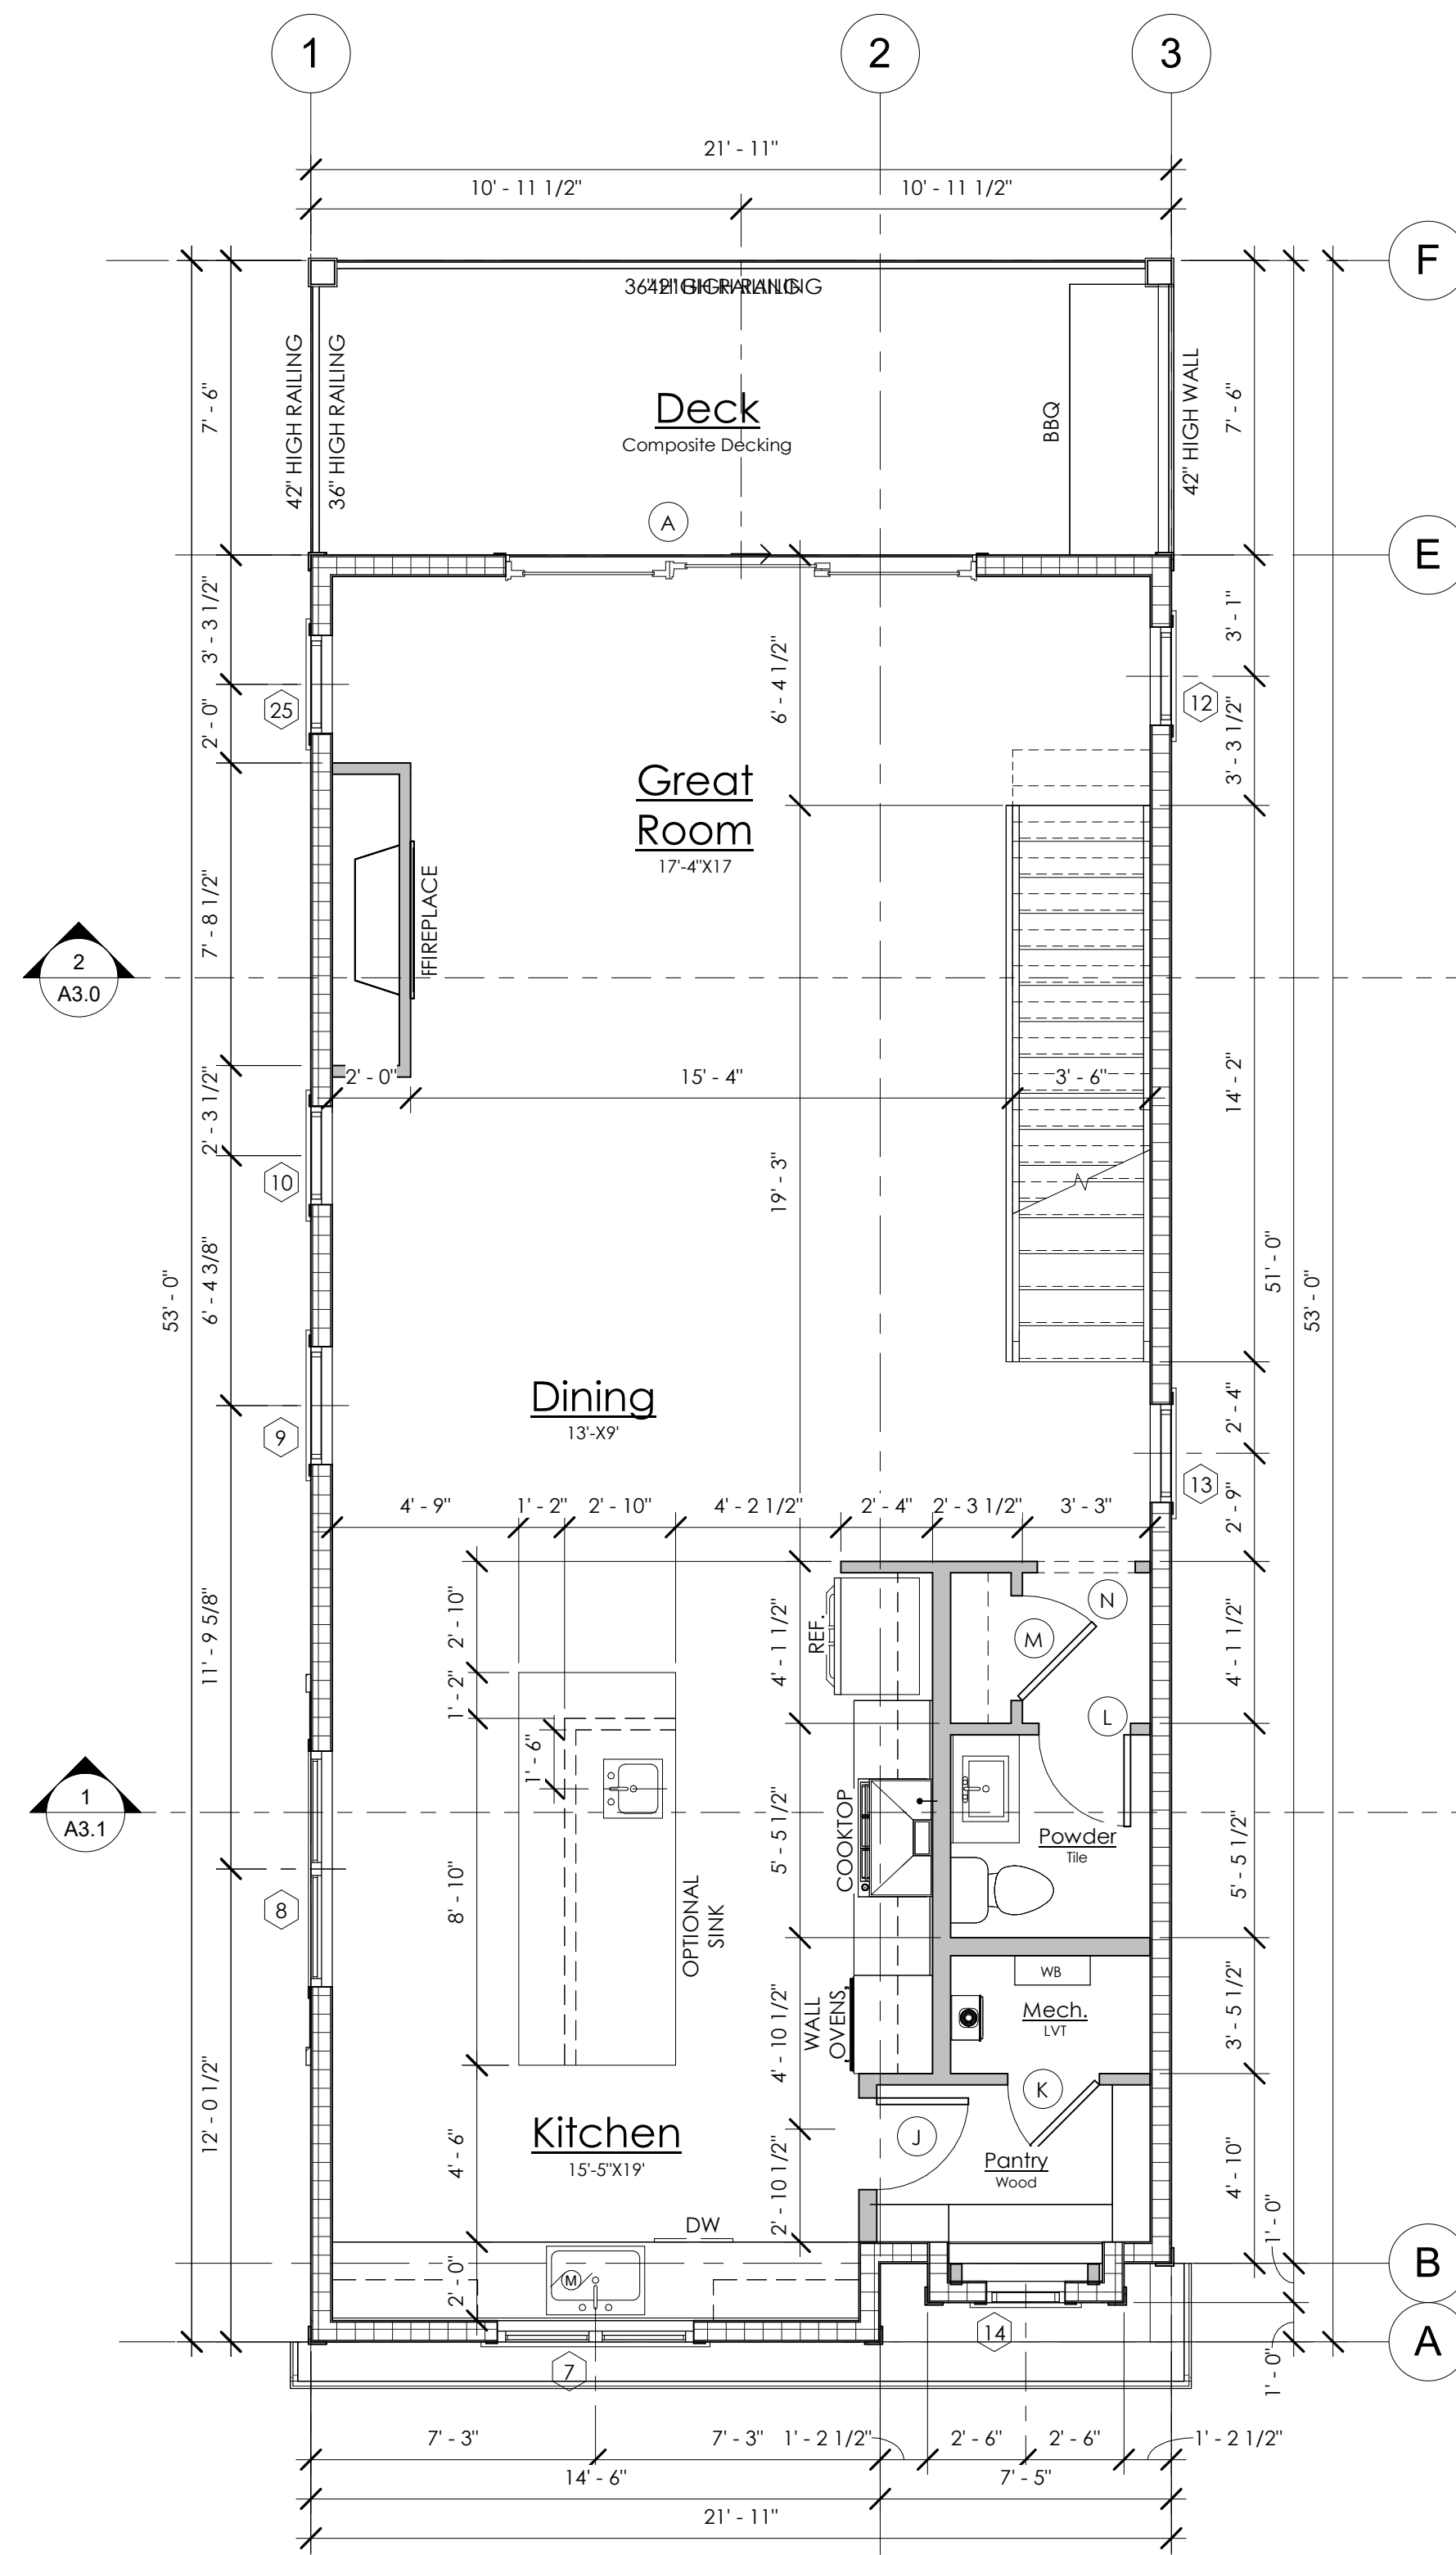 1
2
3
21' - 11"
10' - 11 1/2"
10' - 11 1/2"
F
36" HIGH RAILING
42" HIGH RAILING
42" HIGH RAILING
36" HIGH RAILING
7' - 6"
Deck
Composite Decking
BBQ
42" HIGH WALL
7' - 6"
A
E
3' - 3 1/2"
3' - 1"
6' - 4 1/2"
25
12
2' - 0"
3' - 3 1/2"
Great
Room
17'-4"X17
FFIREPLACE
7' - 8 1/2"
2
A3.0
2' - 0"
15' - 4"
3' - 6"
14' - 2"
2' - 3 1/2"
10
19' - 3"
53' - 0"
6' - 4 3/8"
51' - 0"
53' - 0"
Dining
13'-X9'
9
2' - 4"
13
2' - 9"
4' - 9"
1' - 2"
2' - 10"
4' - 2 1/2"
2' - 4"
2' - 3 1/2"
3' - 3"
11' - 9 5/8"
2' - 10"
4' - 1 1/2"
REF.
M
N
4' - 1 1/2"
1' - 2"
L
1' - 6"
1
A3.1
COOKTOP
5' - 5 1/2"
Powder
Tile
5' - 5 1/2"
8' - 10"
8
OPTIONAL
SINK
WB
Mech.
LVT
WALL
OVENS
4' - 10 1/2"
3' - 5 1/2"
K
J
12' - 0 1/2"
4' - 6"
Kitchen
15'-5"X19'
2' - 10 1/2"
Pantry
Wood
4' - 10"
DW
1' - 0"
B
2' - 0"
M
14
A
7
1' - 0"
7' - 3"
7' - 3"
1' - 2 1/2"
2' - 6"
2' - 6"
1' - 2 1/2"
14' - 6"
7' - 5"
21' - 11"